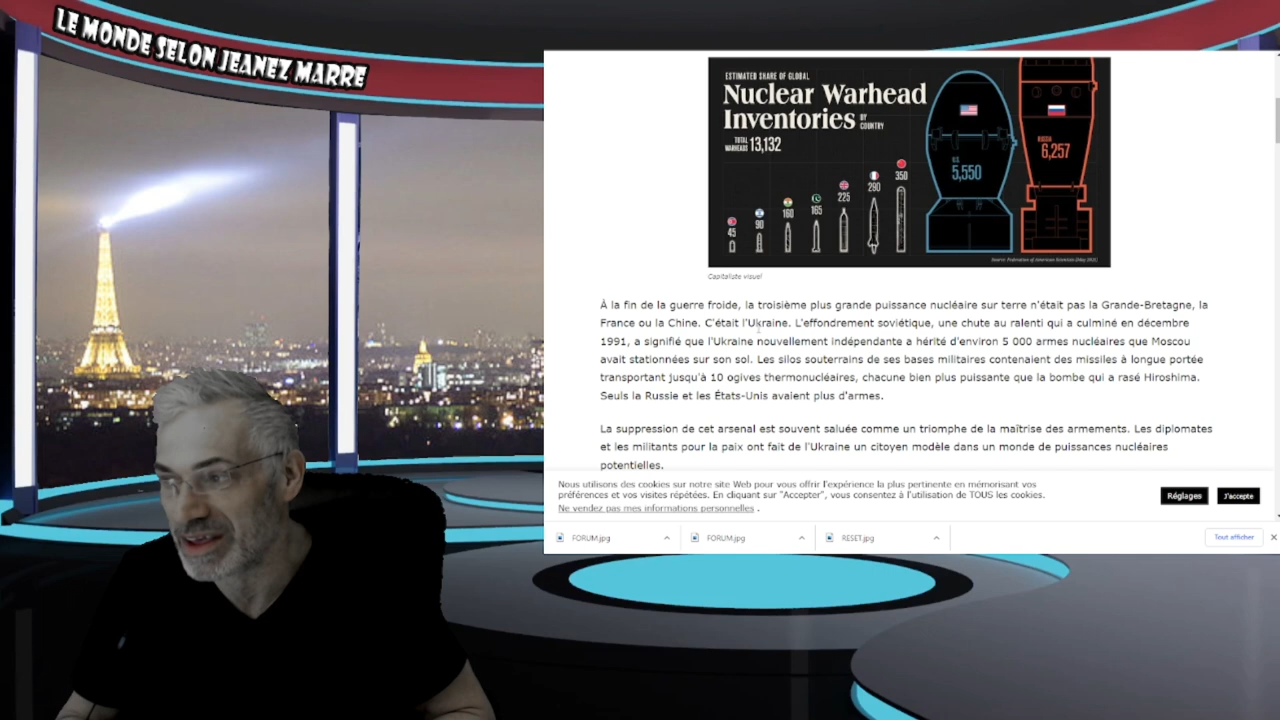 LE MONDE SELON JEANEZ MARRE
ESTIMATED SHARE OF GLOBAL
Nuclear Warhead
Inventories BY COUNTRY
TOTAL WARHEADS 13,132
45
90
160
165
225
290
350
U.S.
5,550
RUSSIA
6,257
Source: Federation of American Scientists (May 2021)
Capitaliste visuel
À la fin de la guerre froide, la troisième plus grande puissance nucléaire sur terre n'était pas la Grande-Bretagne, la
France ou la Chine. C'était l'Ukraine. L'effondrement soviétique, une chute au ralenti qui a culminé en décembre
1991, a signifié que l'Ukraine nouvellement indépendante a hérité d'environ 5 000 armes nucléaires que Moscou
avait stationnées sur son sol. Les silos souterrains de ses bases militaires contenaient des missiles à longue portée
transportant jusqu'à 10 ogives thermonucléaires, chacune bien plus puissante que la bombe qui a rasé Hiroshima.
Seuls la Russie et les États-Unis avaient plus d'armes.
La suppression de cet arsenal est souvent saluée comme un triomphe de la maîtrise des armements. Les diplomates
et les militants pour la paix ont fait de l'Ukraine un citoyen modèle dans un monde de puissances nucléaires
potentielles.
Nous utilisons des cookies sur notre site Web pour vous offrir l'expérience la plus pertinente en mémorisant vos
préférences et vos visites répétées. En cliquant sur "Accepter", vous consentez à l'utilisation de TOUS les cookies.
Ne vendez pas mes informations personnelles .
Réglages
J'accepte
FORUM.jpg
FORUM.jpg
RESET.jpg
Tout afficher